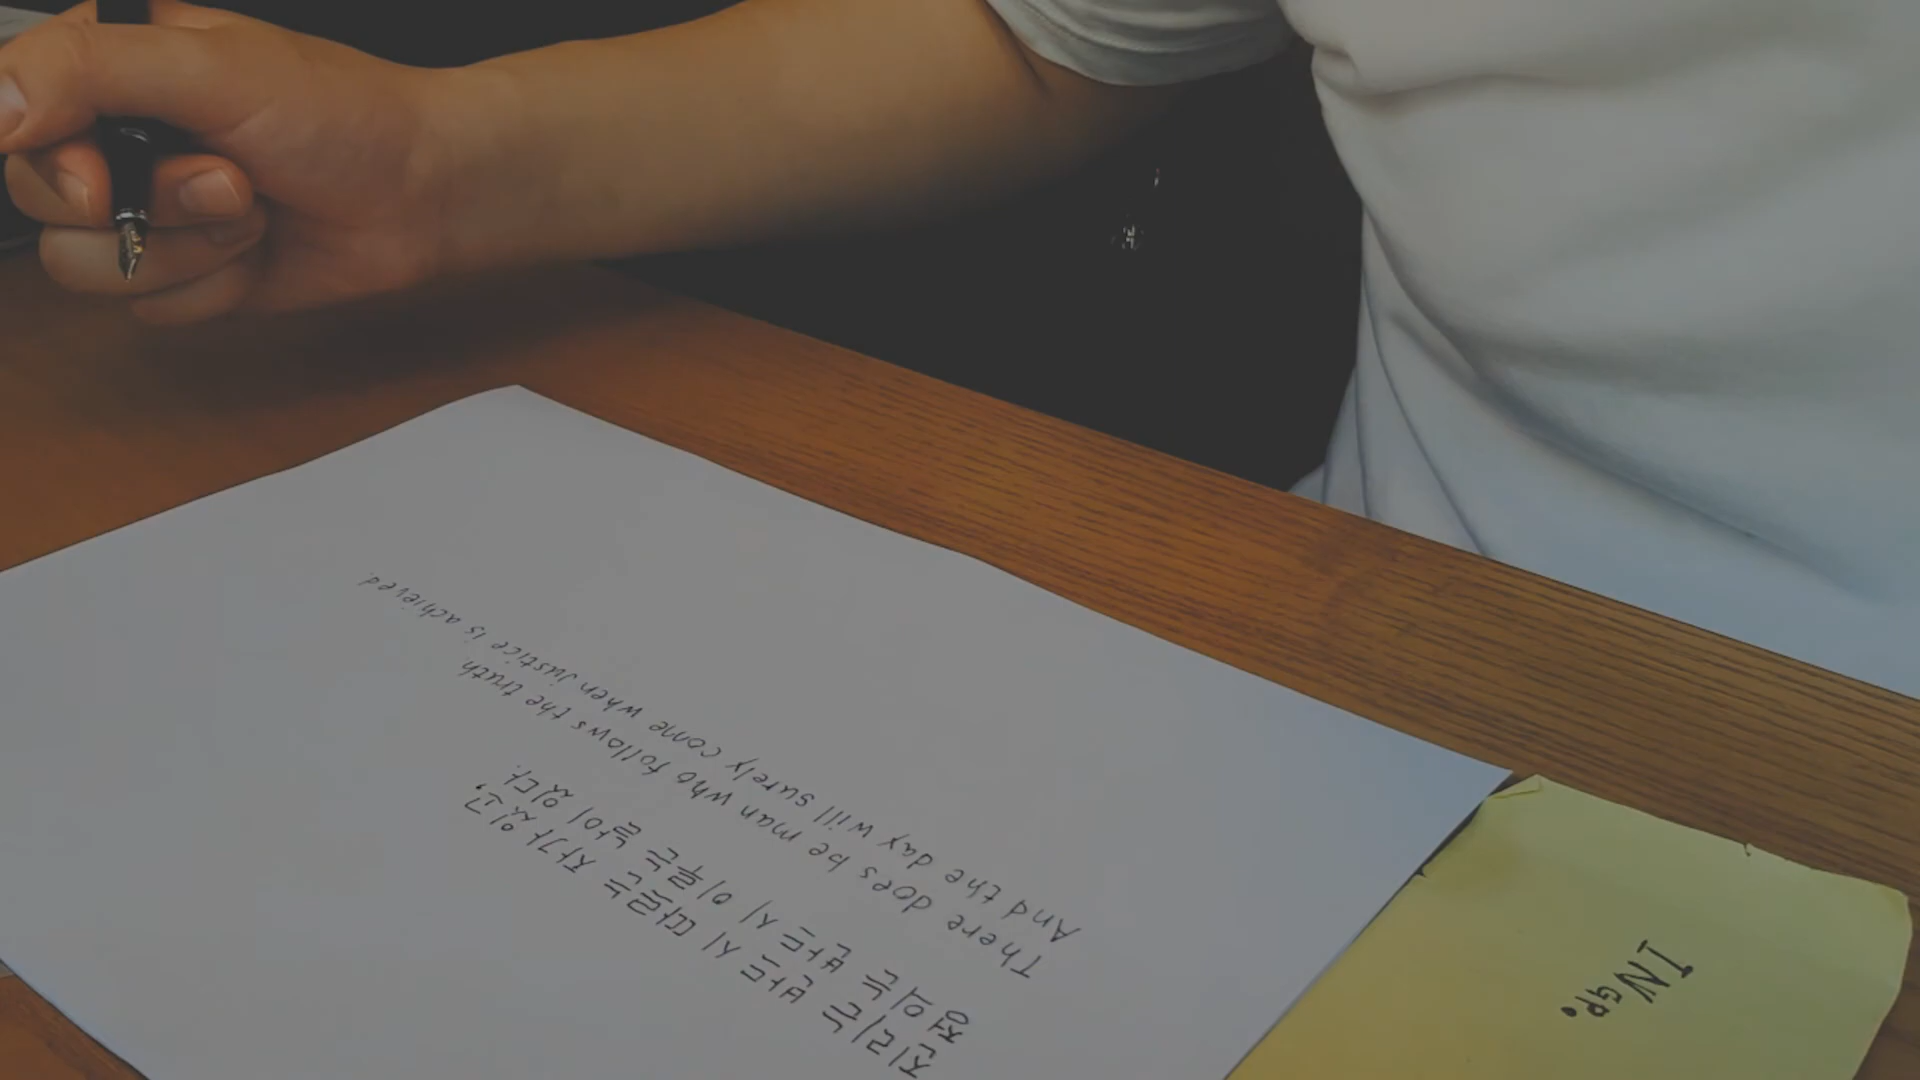 진리는 반드시 따르는 자가 있고,
정의는 반드시 이루는 날이 있다.
There does be man who follows the truth.
And the day will surely come when justice is achieved.
IN
GP.